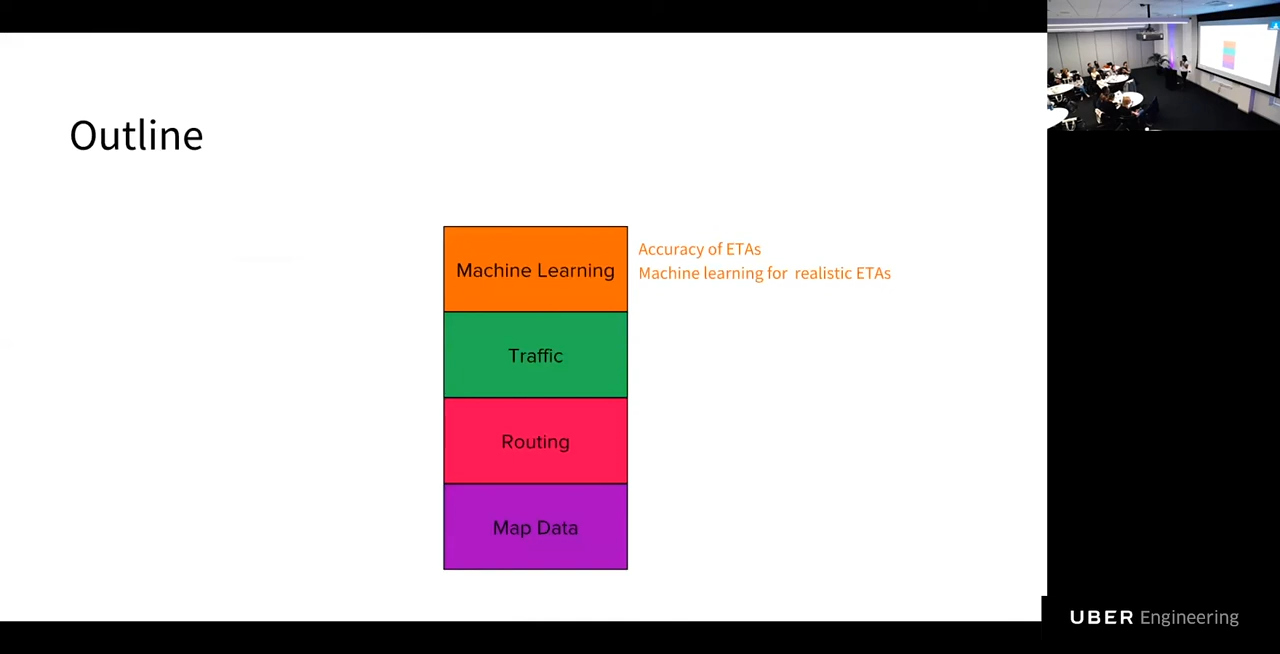 Outline
Machine Learning
Accuracy of ETAs
Machine learning for realistic ETAs
Traffic
Routing
Map Data
UBER Engineering